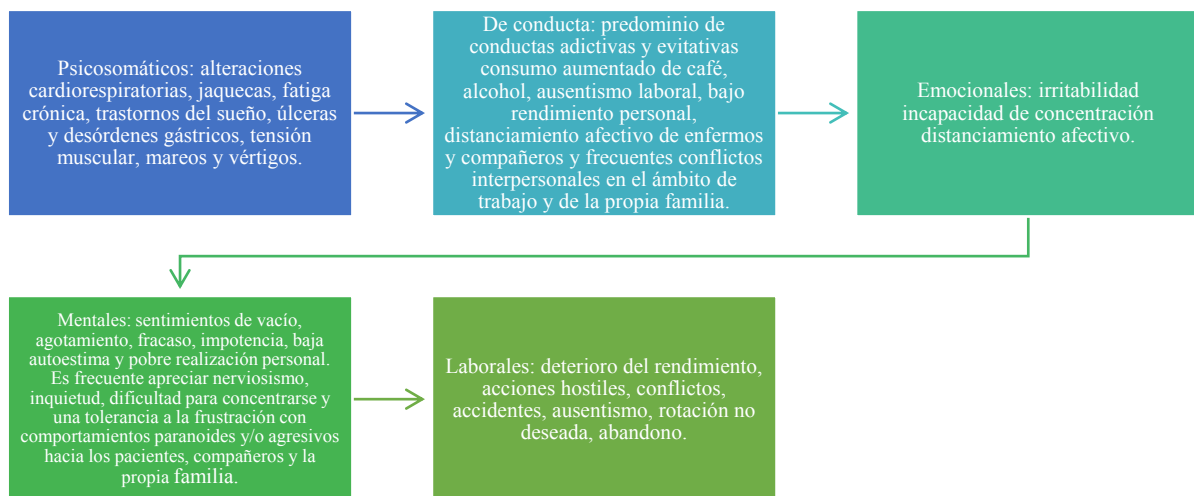 Psicosomáticos: alteraciones
cardiorespiratorias, jaquecas, fatiga
crónica, trastornos del sueño, úlceras
y desórdenes gástricos, tensión
muscular, mareos y vértigos.
De conducta: predominio de
conductas adictivas y evitativas
consumo aumentado de café,
alcohol, ausentismo laboral, bajo
rendimiento personal,
distanciamiento afectivo de enfermos
y compañeros y frecuentes conflictos
interpersonales en el ámbito de
trabajo y de la propia familia.
Emocionales: irritabilidad
incapacidad de concentración
distanciamiento afectivo.
Mentales: sentimientos de vacío,
agotamiento, fracaso, impotencia, baja
autoestima y pobre realización personal.
Es frecuente apreciar nerviosismo,
inquietud, dificultad para concentrarse y
una tolerancia a la frustración con
comportamientos paranoides y/o agresivos
hacia los pacientes, compañeros y la
propia familia.
Laborales: deterioro del rendimiento,
acciones hostiles, conflictos,
accidentes, ausentismo, rotación no
deseada, abandono.